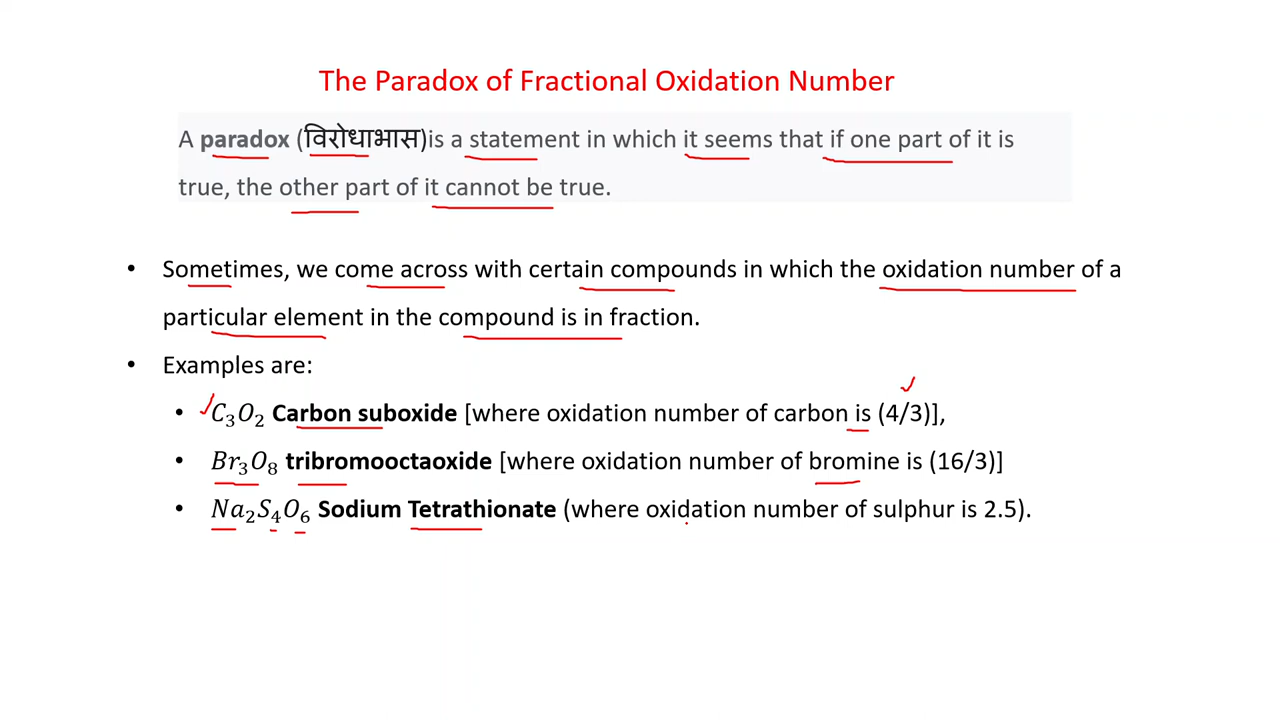 The Paradox of Fractional Oxidation Number
A paradox (विरोधाभास)is a statement in which it seems that if one part of it is
true, the other part of it cannot be true.
• Sometimes, we come across with certain compounds in which the oxidation number of a
particular element in the compound is in fraction.
• Examples are:
• C₃O₂ Carbon suboxide [where oxidation number of carbon is (4/3)],
• Br₃O₈ tribromooctaoxide [where oxidation number of bromine is (16/3)]
• Na₂S₄O₆ Sodium Tetrathionate (where oxidation number of sulphur is 2.5).